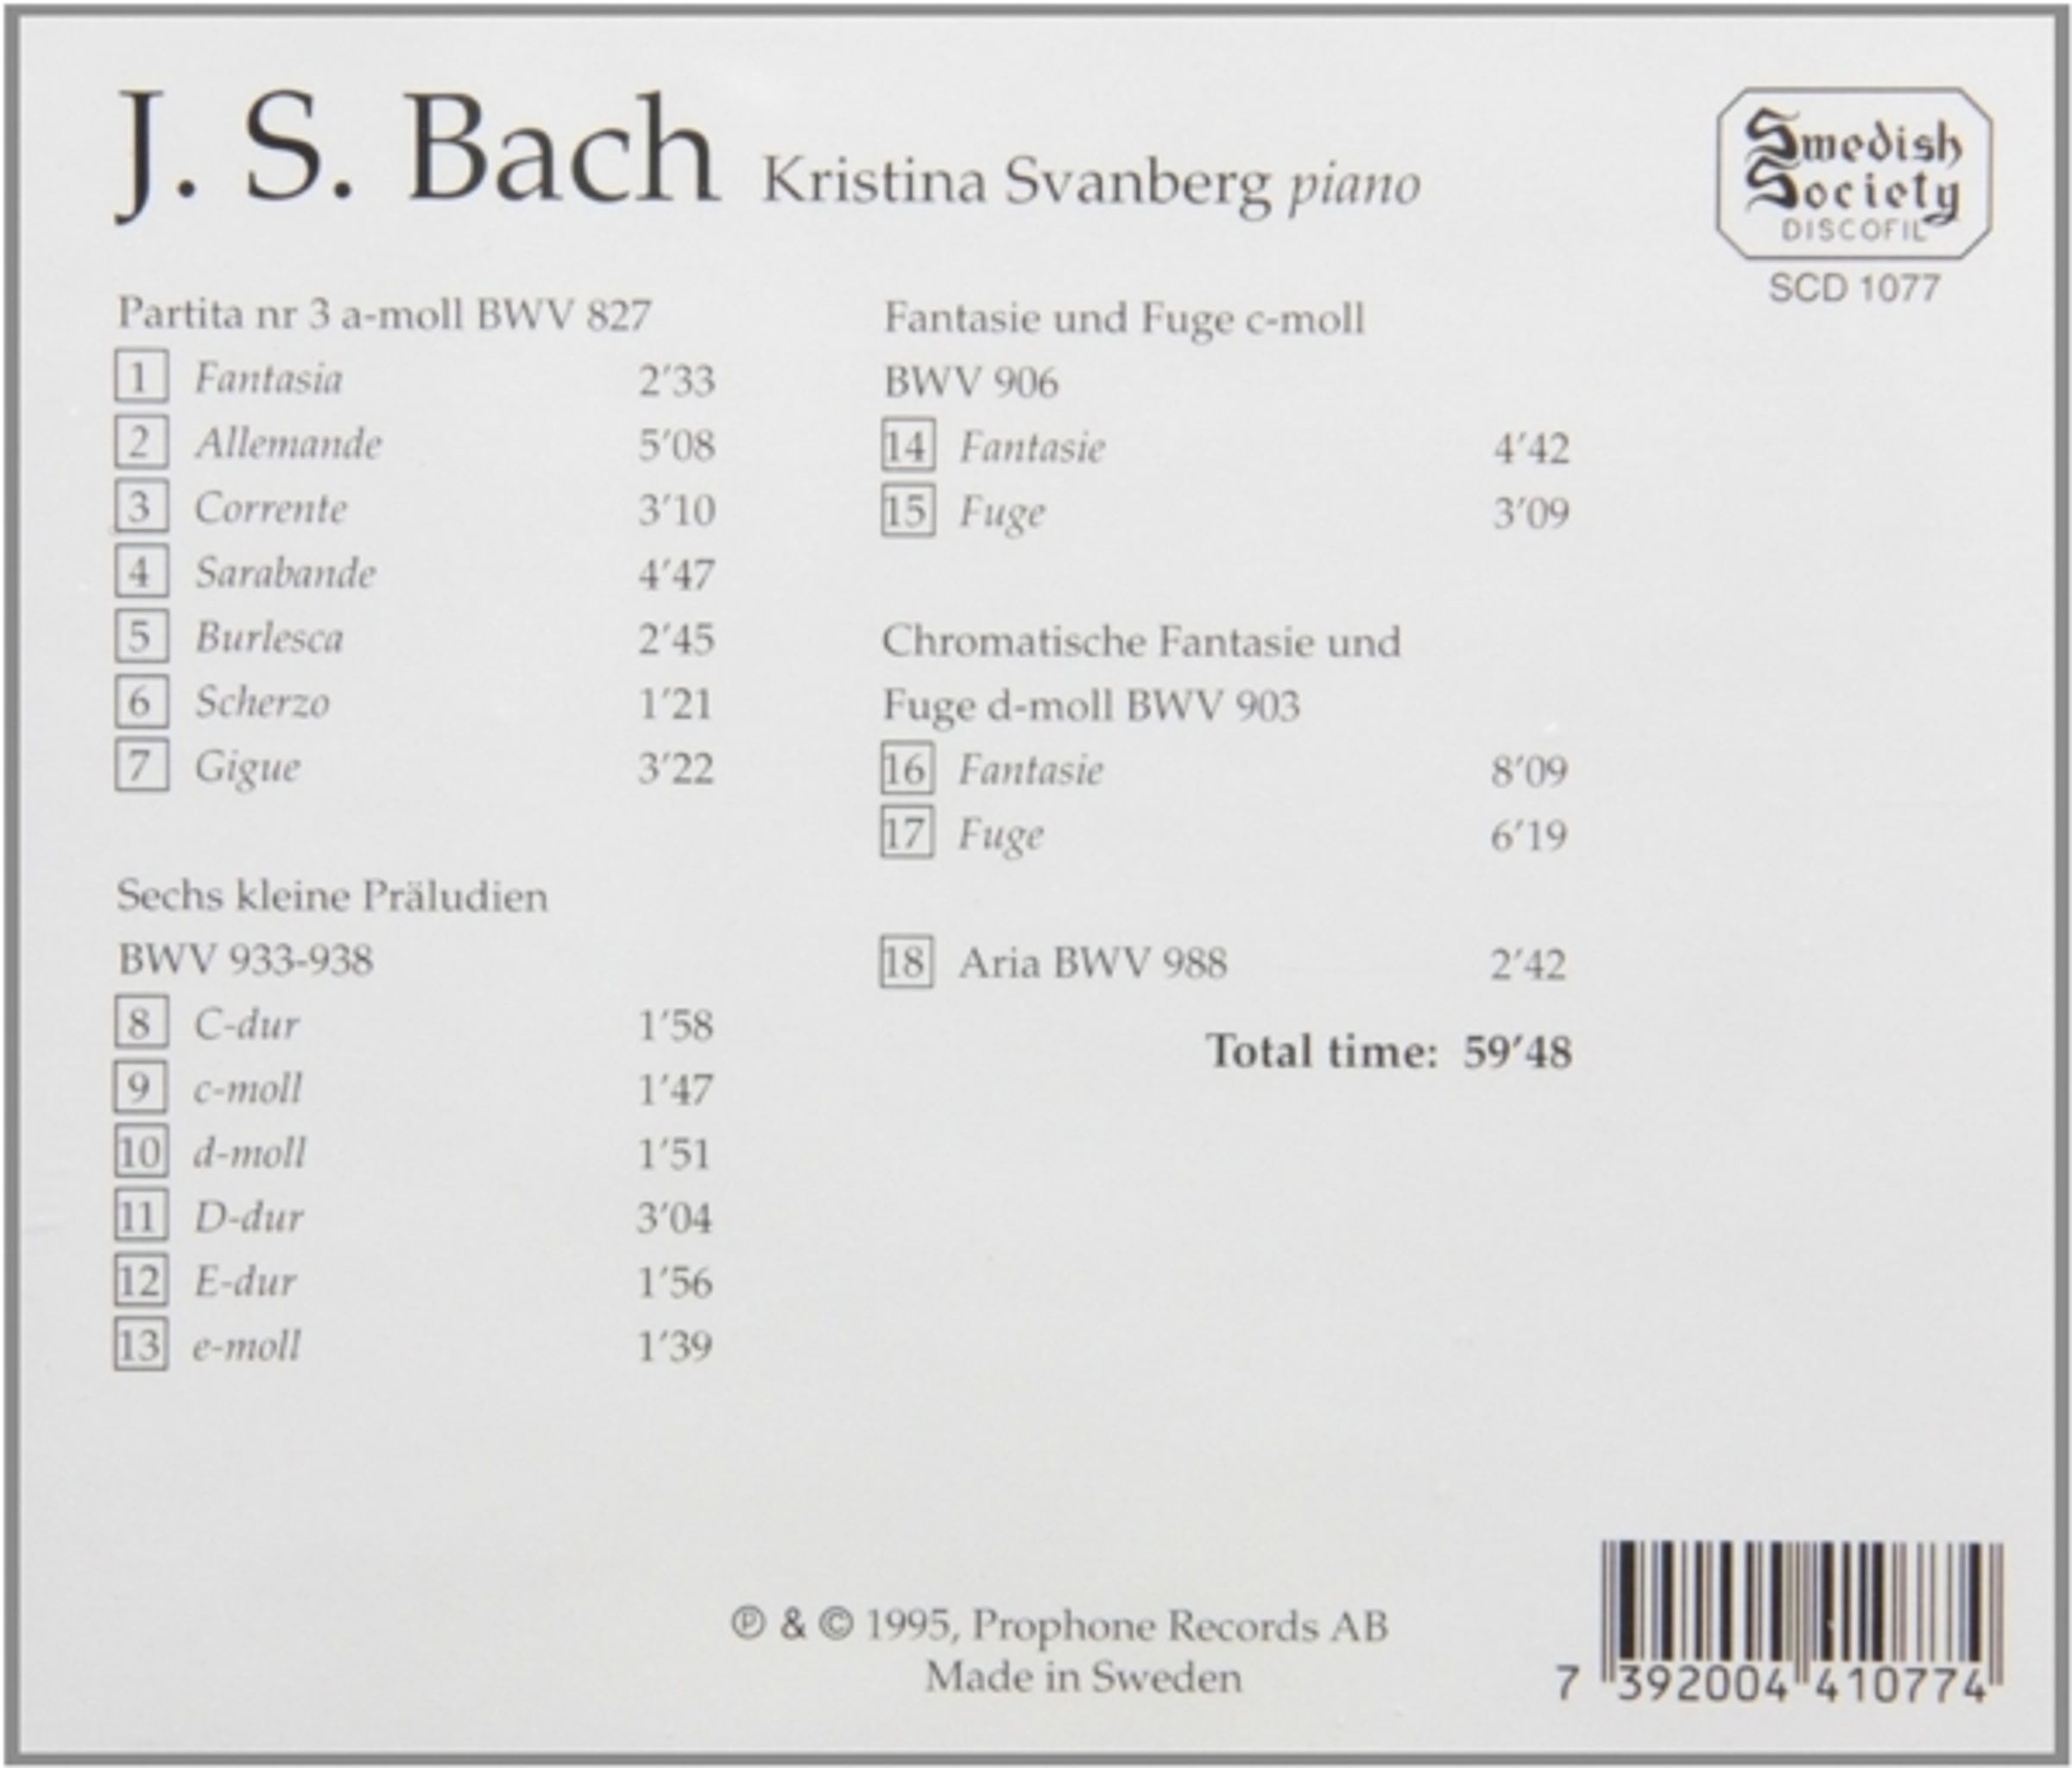 J. S. Bach Kristina Svanberg piano
Swedish
Society
DISCOFIL
SCD 1077
Partita nr 3 a-moll BWV 827
1 Fantasia 2'33
2 Allemande 5'08
3 Corrente 3'10
4 Sarabande 4'47
5 Burlesca 2'45
6 Scherzo 1'21
7 Gigue 3'22
Sechs kleine Präludien
BWV 933-938
8 C-dur 1'58
9 c-moll 1'47
10 d-moll 1'51
11 D-dur 3'04
12 E-dur 1'56
13 e-moll 1'39
Fantasie und Fuge c-moll
BWV 906
14 Fantasie 4'42
15 Fuge 3'09
Chromatische Fantasie und
Fuge d-moll BWV 903
16 Fantasie 8'09
17 Fuge 6'19
18 Aria BWV 988 2'42
Total time: 59'48
℗ & © 1995, Prophone Records AB
Made in Sweden
7 392004 410774